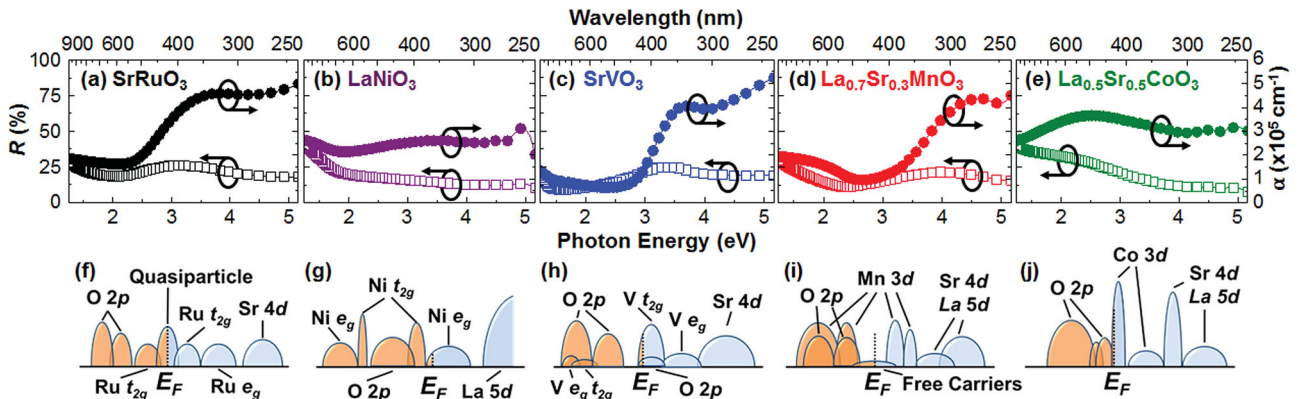 Wavelength (nm)
900 600 400 300 250 600 400 300 250 600 400 300 250 600 400 300 250 600 400 300 250
(a) SrRuO3 (b) LaNiO3 (c) SrVO3 (d) La0.7Sr0.3MnO3 (e) La0.5Sr0.5CoO3
100 75 50 25 0
R (%)
6 5 4 3 2 1 0
α (x10⁵ cm⁻¹)
2 3 4 5 2 3 4 5 2 3 4 5 2 3 4 5 2 3 4 5
Photon Energy (eV)
(f)
Quasiparticle
O 2p
Ru t2g
Sr 4d
Ru t2g
EF
Ru eg
(g)
Ni t2g
Ni eg
Ni eg
O 2p
EF
La 5d
(h)
O 2p
V t2g
Sr 4d
V eg
V eg t2g
EF
O 2p
(i)
O 2p
Mn 3d
Sr 4d
La 5d
EF
Free Carriers
(j)
O 2p
Co 3d
Sr 4d
La 5d
EF